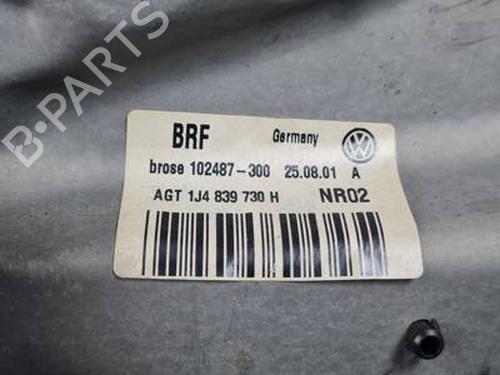 B-PARTS
BRF Germany
brose 102487-300 25.08.01 A
AGT 1J4 839 730 H NR02